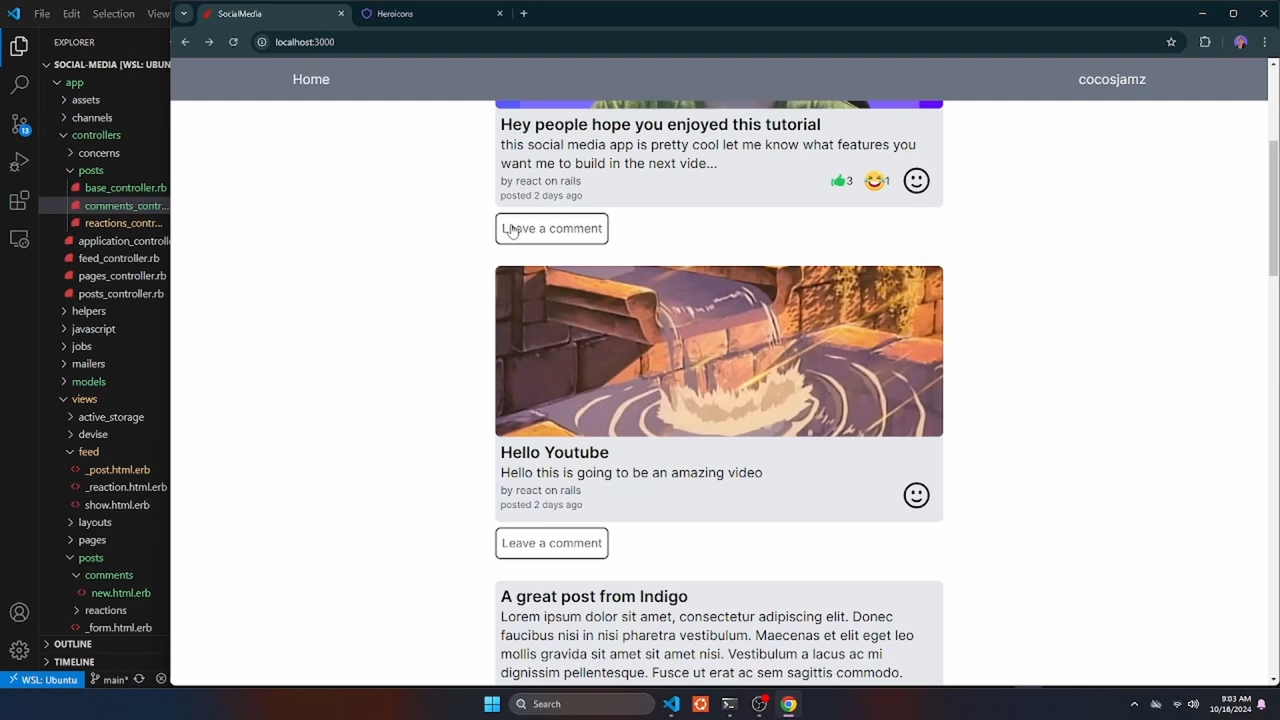 File Edit Selection View
SocialMedia
Heroicons
localhost:3000
EXPLORER
SOCIAL-MEDIA [WSL: UBUN
app
assets
channels
controllers
concerns
posts
base_controller.rb
comments_contr...
reactions_contr...
application_controll
feed_controller.rb
pages_controller.rb
posts_controller.rb
helpers
javascript
jobs
mailers
models
views
active_storage
devise
feed
_post.html.erb
_reaction.html.erb
show.html.erb
layouts
pages
posts
comments
new.html.erb
reactions
_form.html.erb
OUTLINE
TIMELINE
13
WSL: Ubuntu
main*
Home
cocosjamz
Hey people hope you enjoyed this tutorial
this social media app is pretty cool let me know what features you
want me to build in the next vide...
by react on rails
posted 2 days ago
3
1
Leave a comment
Hello Youtube
Hello this is going to be an amazing video
by react on rails
posted 2 days ago
Leave a comment
A great post from Indigo
Lorem ipsum dolor sit amet, consectetur adipiscing elit. Donec
faucibus nisi in nisi pharetra vestibulum. Maecenas et elit eget leo
mollis gravida sit amet sit amet nisi. Vestibulum a lacus ac mi
dignissim pellentesque. Fusce ut erat ac sem sagittis commodo.
Search
9:03 AM
10/18/2024